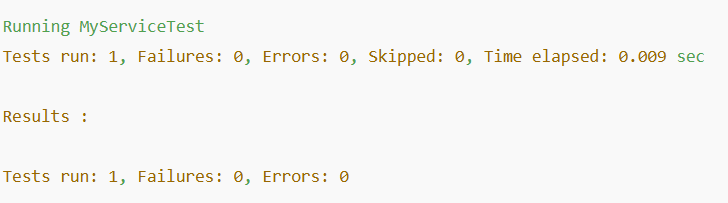 Running MyServiceTest
Tests run: 1, Failures: 0, Errors: 0, Skipped: 0, Time elapsed: 0.009 sec
Results :
Tests run: 1, Failures: 0, Errors: 0